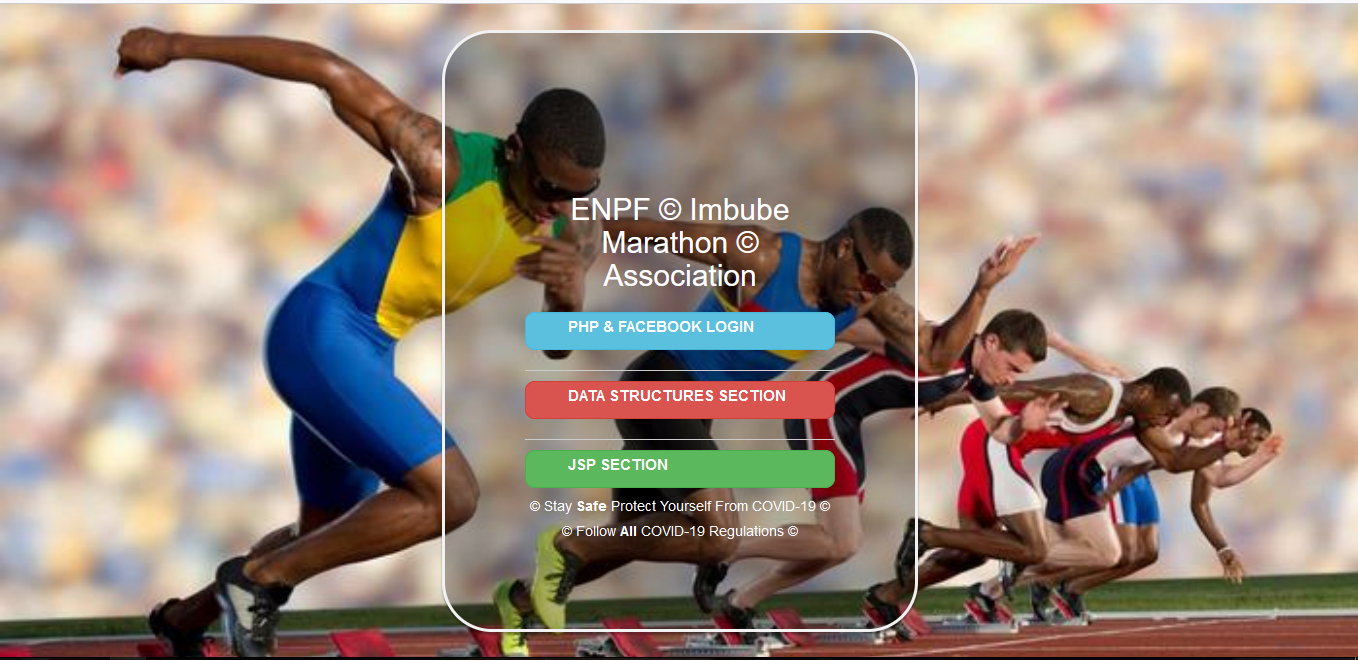 ENPF © Imbube
Marathon ©
Association
PHP & FACEBOOK LOGIN
DATA STRUCTURES SECTION
JSP SECTION
© Stay Safe Protect Yourself From COVID-19 ©
© Follow All COVID-19 Regulations ©